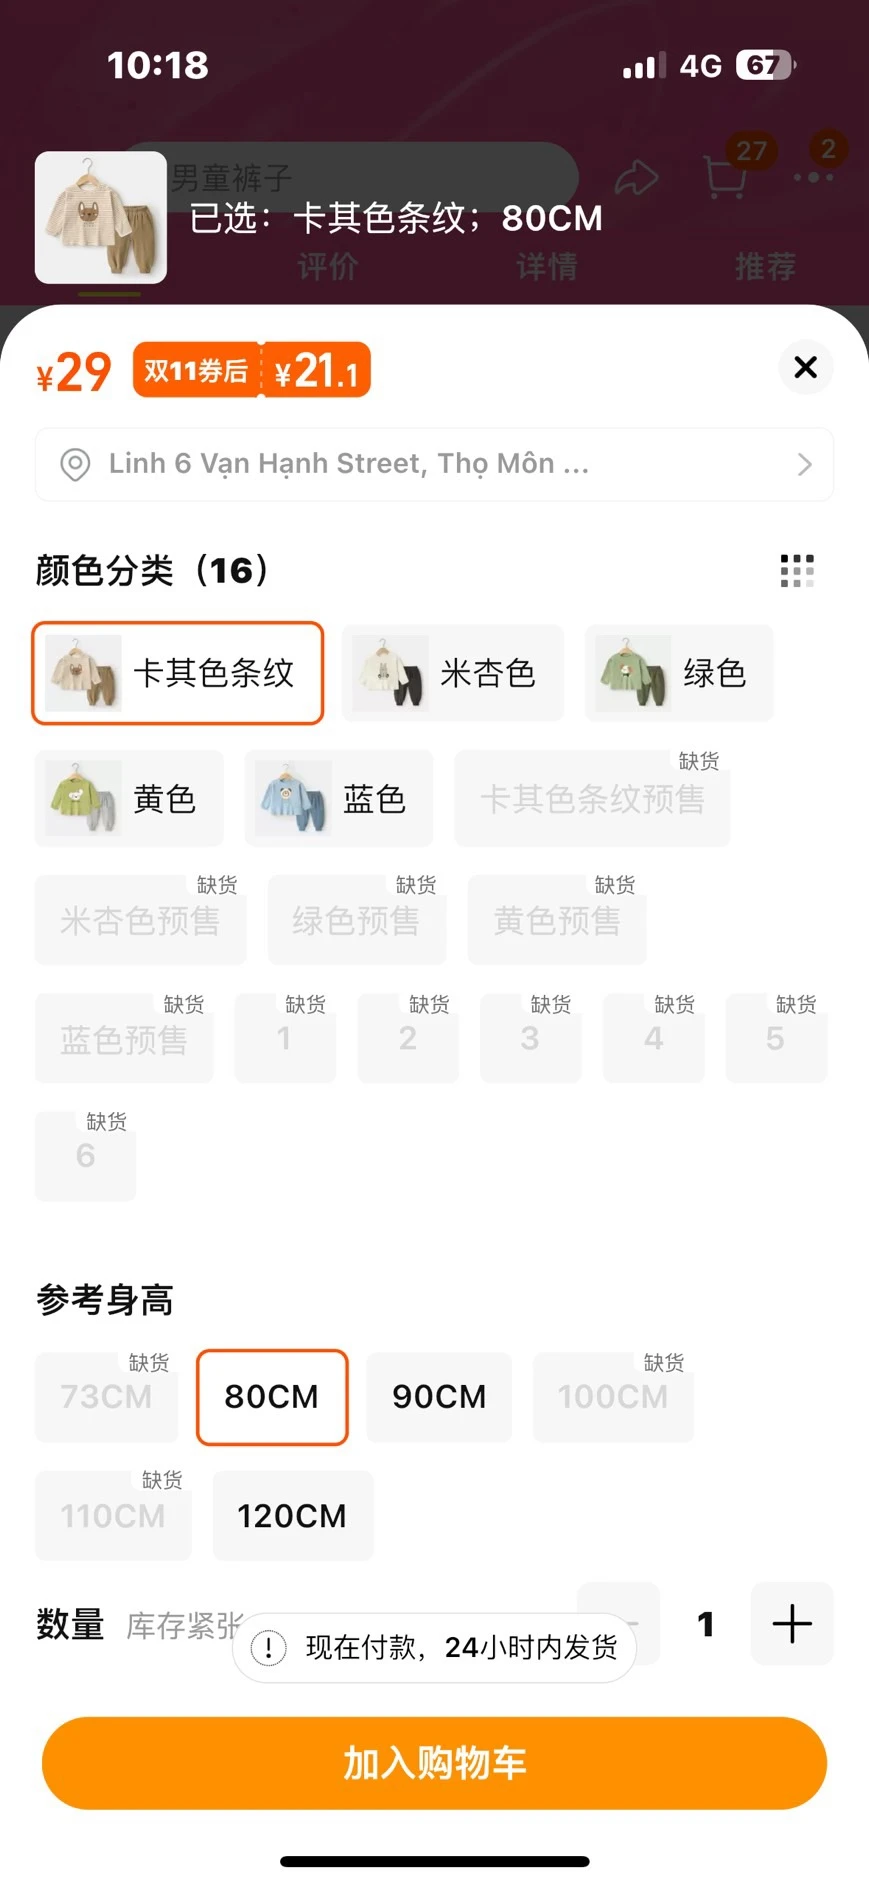 10:18
4G
67
男童裤子
27
2
已选：卡其色条纹；80CM
评价
详情
推荐
¥29
双11券后
¥21.1
Linh 6 Vạn Hạnh Street, Thọ Môn ...
颜色分类（16）
卡其色条纹
米杏色
绿色
黄色
蓝色
缺货
卡其色条纹预售
缺货
米杏色预售
缺货
绿色预售
缺货
黄色预售
缺货
蓝色预售
缺货
1
缺货
2
缺货
3
缺货
4
缺货
5
缺货
6
参考身高
缺货
73CM
80CM
90CM
缺货
100CM
缺货
110CM
120CM
数量
库存紧张
1
现在付款，24小时内发货
加入购物车